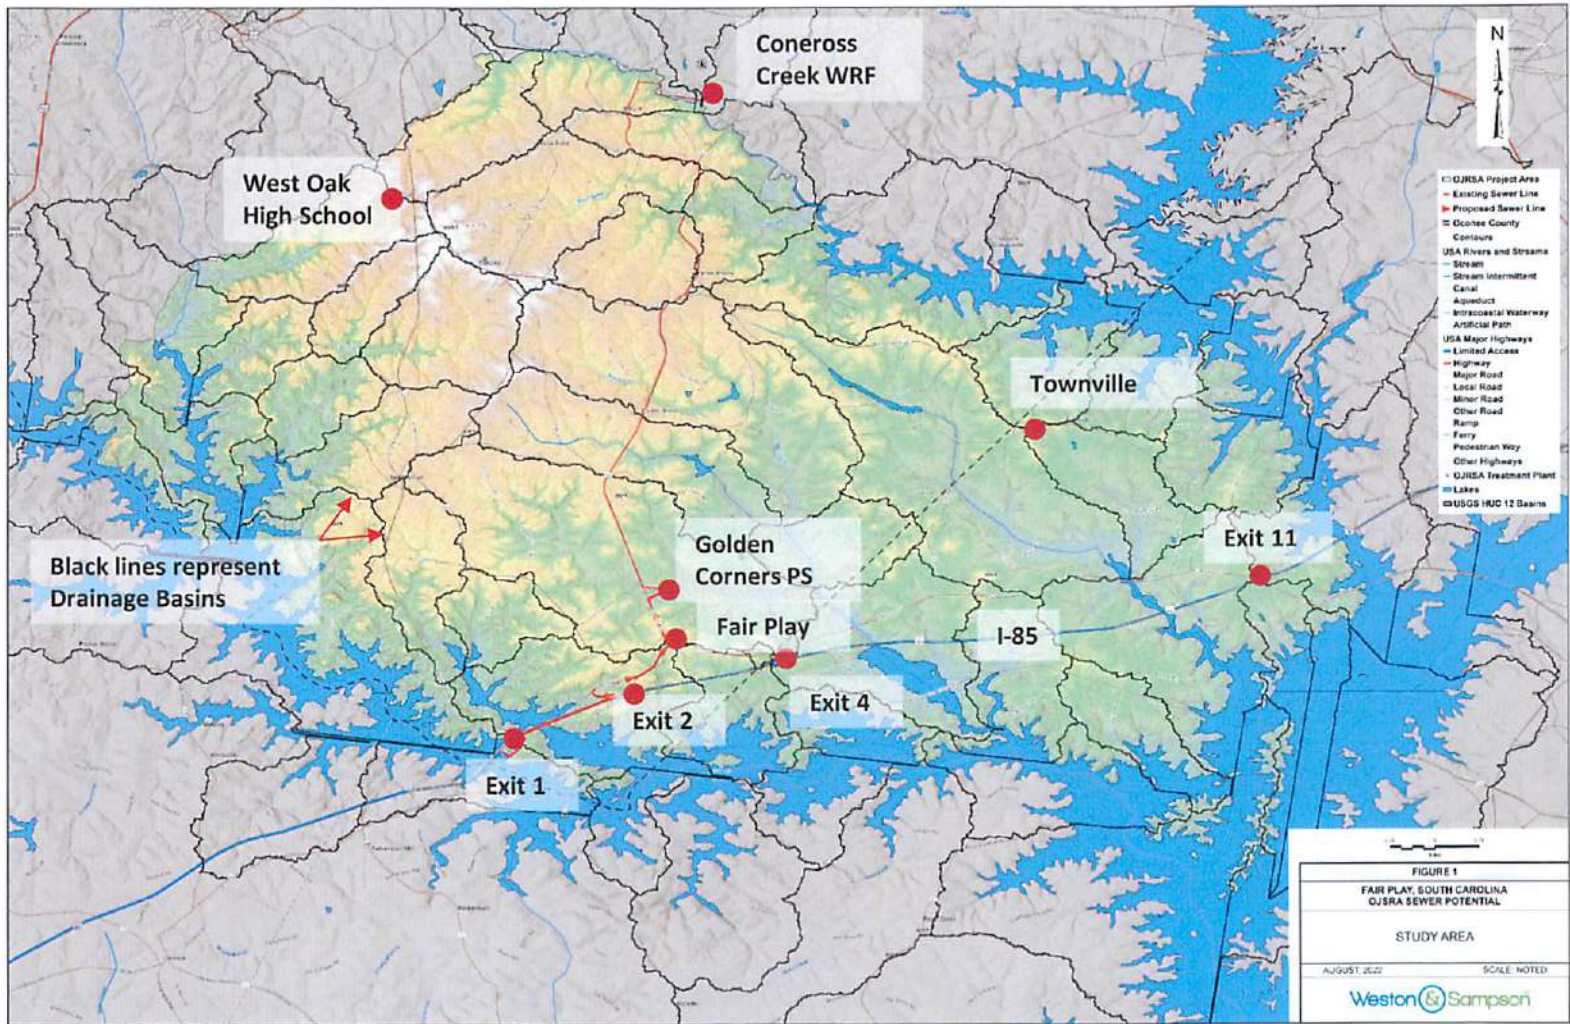 Coneross
Creek WRF
N
West Oak
High School
OJRSA Project Area
Existing Sewer Line
Proposed Sewer Line
Oconee County
Contours
USA Rivers and Streams
Stream
Stream Intermittent
Canal
Aqueduct
Intracoastal Waterway
Artificial Path
USA Major Highways
Limited Access
Highway
Major Road
Local Road
Minor Road
Other Road
Ramp
Ferry
Pedestrian Way
Other Highways
OJRSA Treatment Plant
Lakes
USGS HUC 12 Basins
Townville
Black lines represent
Drainage Basins
Golden
Corners PS
Exit 11
Fair Play
I-85
Exit 2
Exit 4
Exit 1
FIGURE 1
FAIR PLAY, SOUTH CAROLINA
OJSRA SEWER POTENTIAL
STUDY AREA
AUGUST, 2022 SCALE: NOTED
Weston & Sampson